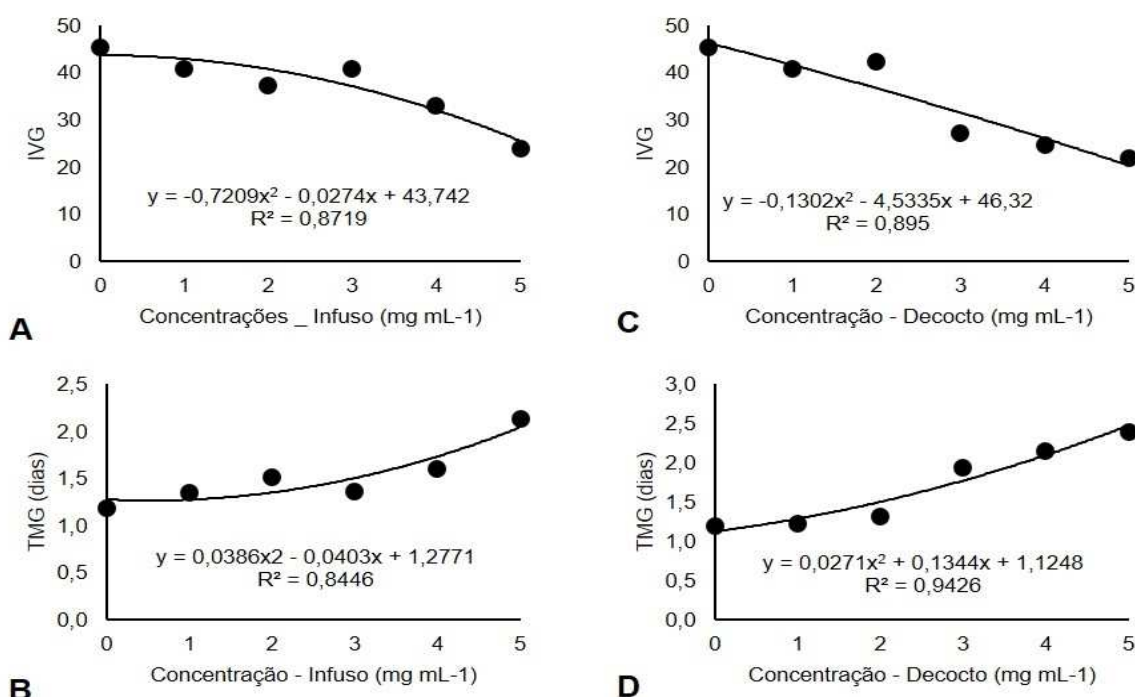 50
40
30
20
10
0
IVG
y = -0,7209x² - 0,0274x + 43,742
R² = 0,8719
0 1 2 3 4 5
Concentrações _ Infuso (mg mL-1)
A
50
40
30
20
10
0
IVG
y = -0,1302x² - 4,5335x + 46,32
R² = 0,895
0 1 2 3 4 5
Concentração - Decocto (mg mL-1)
C
2,5
2,0
1,5
1,0
0,5
0,0
TMG (dias)
y = 0,0386x2 - 0,0403x + 1,2771
R² = 0,8446
0 1 2 3 4 5
Concentração - Infuso (mg mL-1)
B
3,0
2,5
2,0
1,5
1,0
0,5
0,0
TMG (dias)
y = 0,0271x² + 0,1344x + 1,1248
R² = 0,9426
0 1 2 3 4 5
Concentração - Decocto (mg mL-1)
D